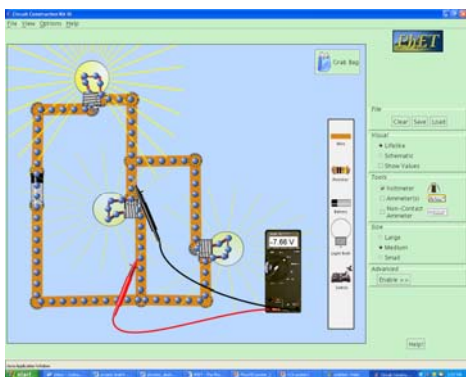 Circuit Construction Kit
File View Options Help
PhET
Grab Bag
File
Clear Save Load
Visual
Lifelike
Schematic
Show Values
Tools
Voltmeter
Ammeter(s)
Non-Contact
Ammeter
Size
Large
Medium
Small
Advanced
Enable >>
Wire
Resistor
Battery
Light Bulb
Switch
-7.66 V
Help!
start